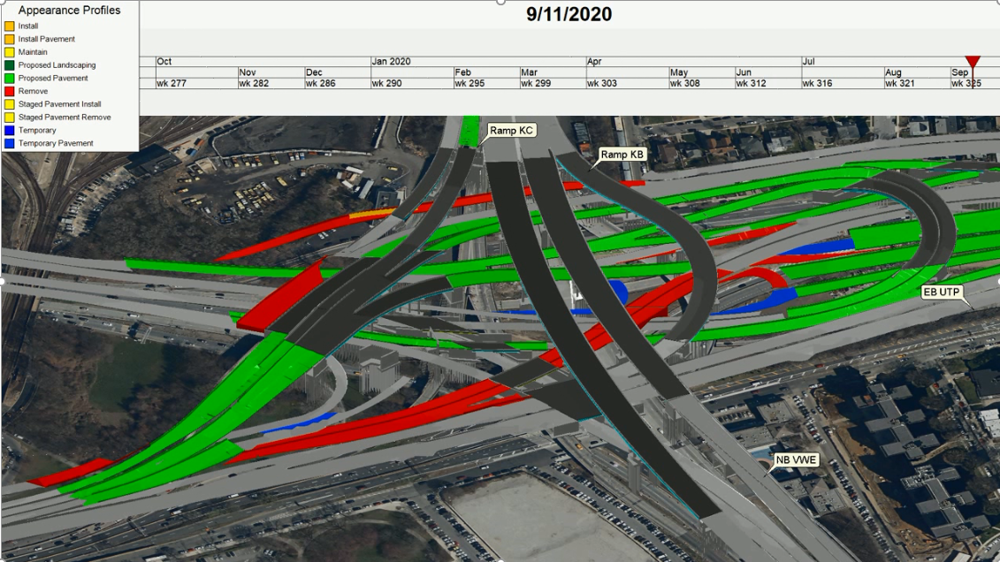 Appearance Profiles
Install
Install Pavement
Maintain
Proposed Landscaping
Proposed Pavement
Remove
Staged Pavement Install
Staged Pavement Remove
Temporary
Temporary Pavement
9/11/2020
Oct Jan 2020 Apr Jul
Nov Dec Feb Mar May Jun Aug Sep
wk 277 wk 282 wk 286 wk 290 wk 295 wk 299 wk 303 wk 308 wk 312 wk 316 wk 321 wk 325
Ramp KC
Ramp KB
EB UTP
NB VWE